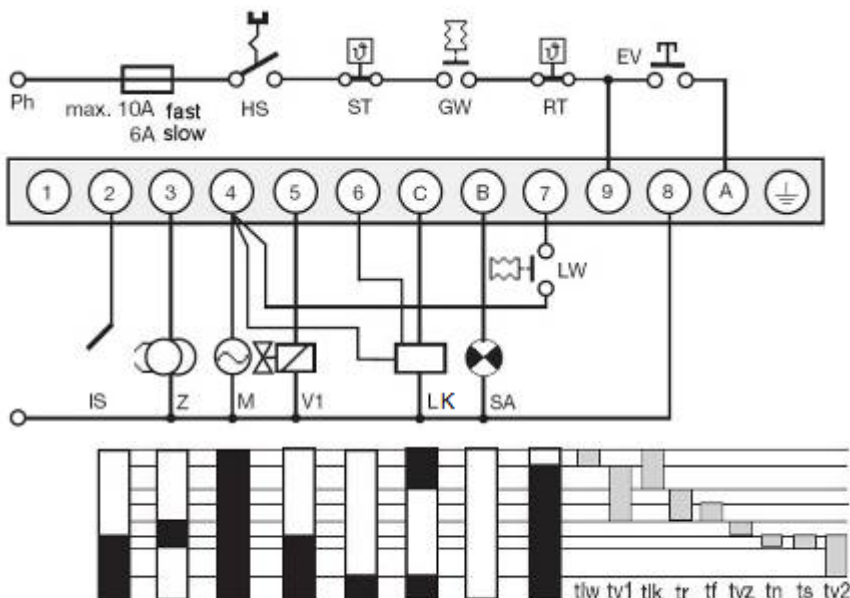 EV
Ph
max. 10A fast
6A slow
HS
ST
GW
RT
1 2 3 4 5 6 C B 7 9 8 A
LW
IS
Z
M
V1
LK
SA
tlw tv1 tlk tr tf tvz tn ts tv2